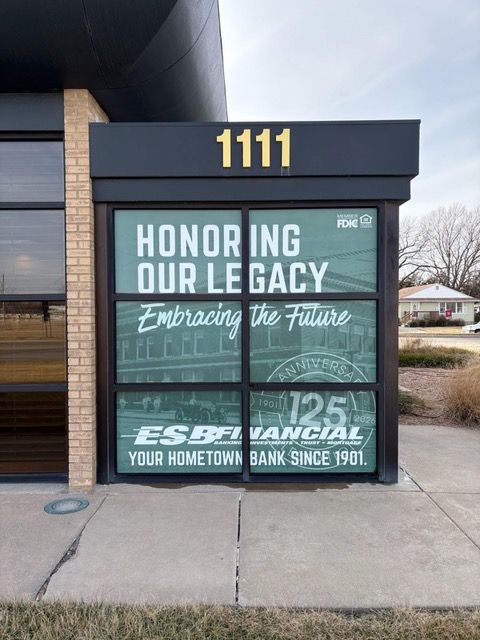 1111
MEMBER
FDIC
HONORING
OUR LEGACY
Embracing the Future
ANNIVERSARY
1901 125 2026
ESB FINANCIAL
BANKING • INVESTMENTS • TRUST • MORTGAGE
YOUR HOMETOWN BANK SINCE 1901.